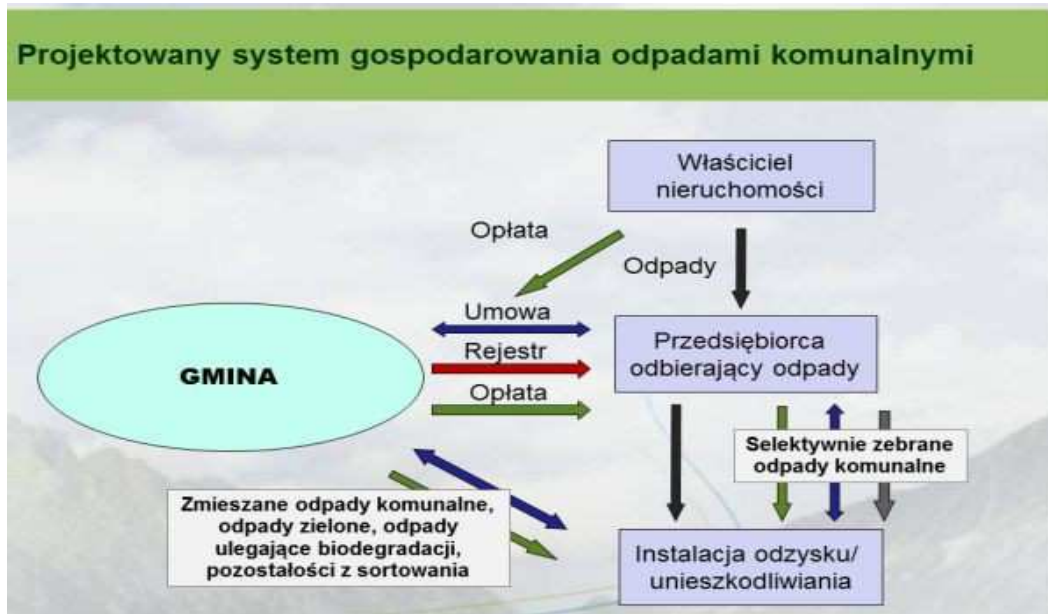 Projektowany system gospodarowania odpadami komunalnymi
Właściciel
nieruchomości
Opłata
Odpady
Umowa
Rejestr
Opłata
GMINA
Przedsiębiorca
odbierający odpady
Selektywnie zebrane
odpady komunalne
Zmieszane odpady komunalne,
odpady zielone, odpady
ulegające biodegradacji,
pozostałości z sortowania
Instalacja odzysku/
unieszkodliwiania